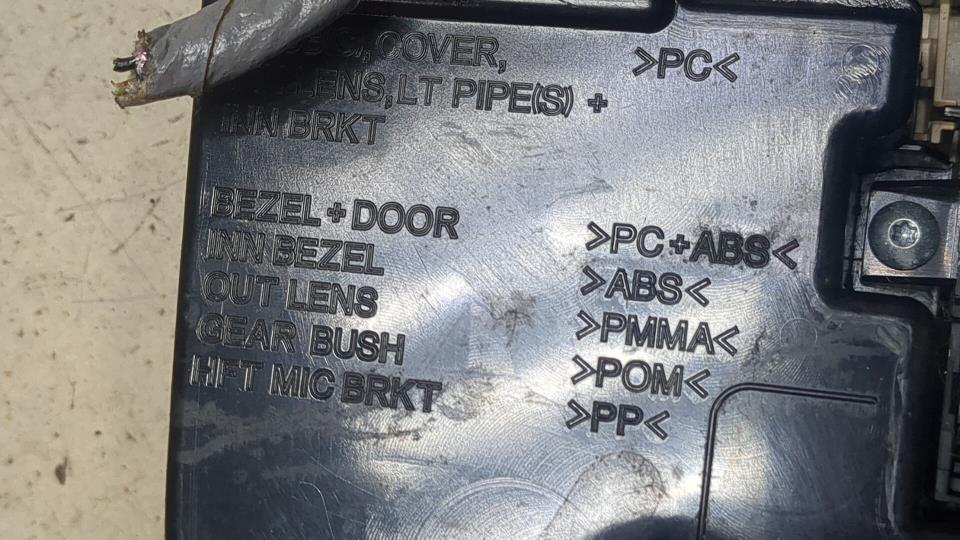 COVER, >PC<
LENS, LT PIPE(S) +
INN BRKT
BEZEL + DOOR >PC+ABS<
INN BEZEL >ABS<
OUT LENS >PMMA<
GEAR BUSH >POM<
HFT MIC BRKT >PP<